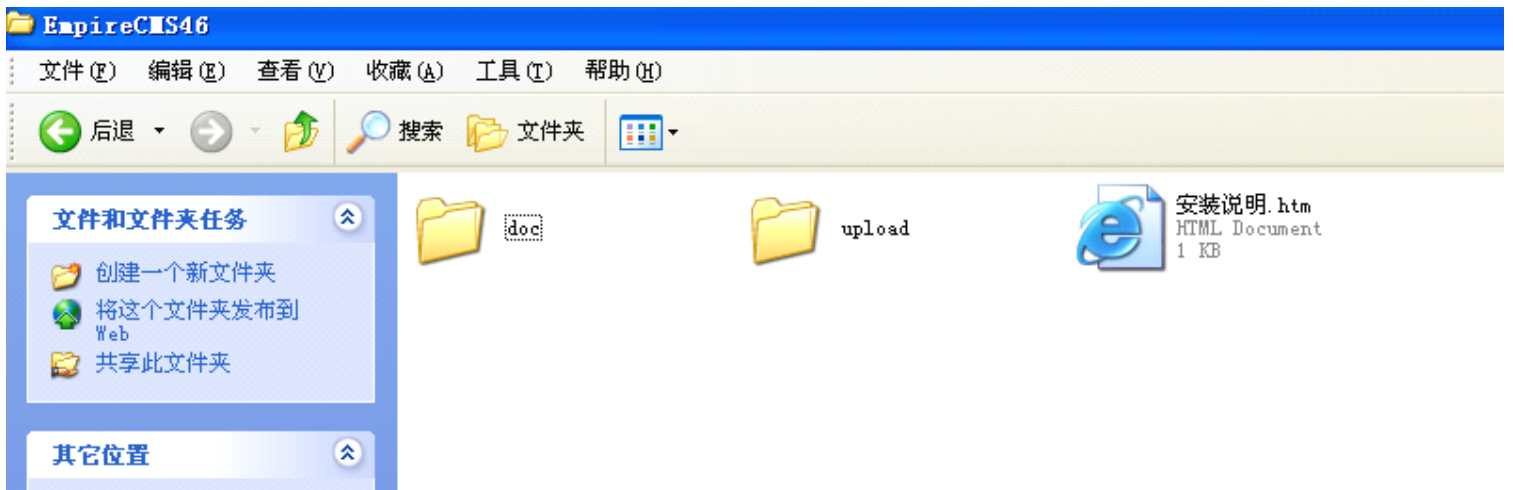 EmpireCMS46
文件(F) 编辑(E) 查看(V) 收藏(A) 工具(T) 帮助(H)
后退 搜索 文件夹
文件和文件夹任务
创建一个新文件夹
将这个文件夹发布到
Web
共享此文件夹
其它位置
doc
upload
安装说明.htm
HTML Document
1 KB